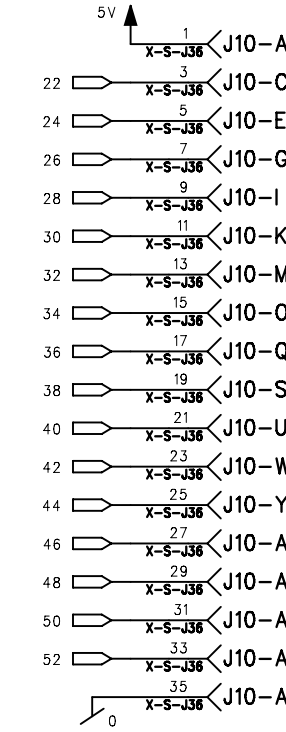 5V
1 X-S-J36 J10-A
22 3 X-S-J36 J10-C
24 5 X-S-J36 J10-E
26 7 X-S-J36 J10-G
28 9 X-S-J36 J10-I
30 11 X-S-J36 J10-K
32 13 X-S-J36 J10-M
34 15 X-S-J36 J10-O
36 17 X-S-J36 J10-Q
38 19 X-S-J36 J10-S
40 21 X-S-J36 J10-U
42 23 X-S-J36 J10-W
44 25 X-S-J36 J10-Y
46 27 X-S-J36 J10-A
48 29 X-S-J36 J10-A
50 31 X-S-J36 J10-A
52 33 X-S-J36 J10-A
35 X-S-J36 J10-A
0